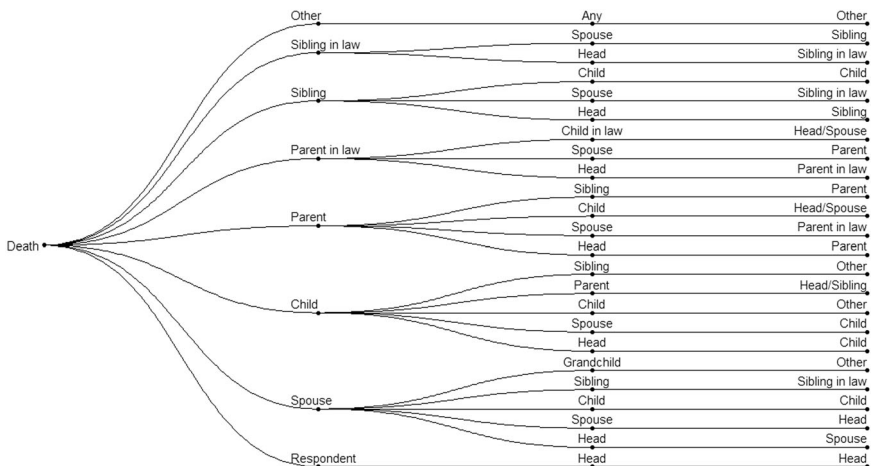 Other Any Other
Spouse Sibling
Sibling in law
Head Sibling in law
Child Child
Sibling Spouse Sibling in law
Head Sibling
Child in law Head/Spouse
Parent in law Spouse Parent
Head Parent in law
Sibling Parent
Child Head/Spouse
Parent
Spouse Parent in law
Death Head Parent
Sibling Other
Parent Head/Sibling
Child Child Other
Spouse Child
Head Child
Grandchild Other
Sibling Sibling in law
Spouse Child Child
Spouse Head
Head Spouse
Respondent Head Head